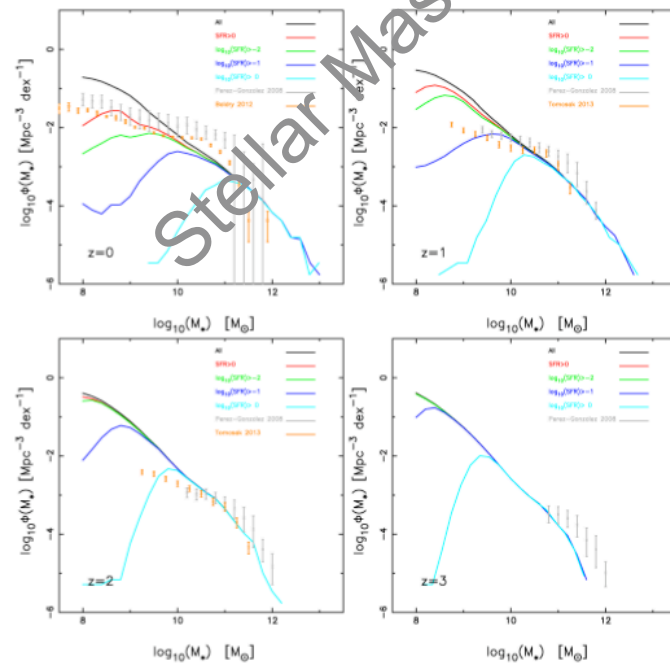 Stellar Mas
All
SFR>0
log₁₀(SFR)>-2
log₁₀(SFR)>-1
log₁₀(SFR)> 0
Perez-Gonzalez 2008
Baldry 2012
log₁₀Φ(M*) [Mpc⁻³ dex⁻¹]
0
-2
-4
-6
z=0
8
10
12
log₁₀(M*) [M⊙]
All
SFR>0
log₁₀(SFR)>-2
log₁₀(SFR)>-1
log₁₀(SFR)> 0
Perez-Gonzalez 2008
Tomczak 2013
log₁₀Φ(M*) [Mpc⁻³ dex⁻¹]
0
-2
-4
-6
z=1
8
10
12
log₁₀(M*) [M⊙]
All
SFR>0
log₁₀(SFR)>-2
log₁₀(SFR)>-1
log₁₀(SFR)> 0
Perez-Gonzalez 2008
Tomczak 2013
log₁₀Φ(M*) [Mpc⁻³ dex⁻¹]
0
-2
-4
-6
z=2
8
10
12
log₁₀(M*) [M⊙]
All
SFR>0
log₁₀(SFR)>-2
log₁₀(SFR)>-1
log₁₀(SFR)> 0
Perez-Gonzalez 2008
log₁₀Φ(M*) [Mpc⁻³ dex⁻¹]
0
-2
-4
-6
z=3
8
10
12
log₁₀(M*) [M⊙]